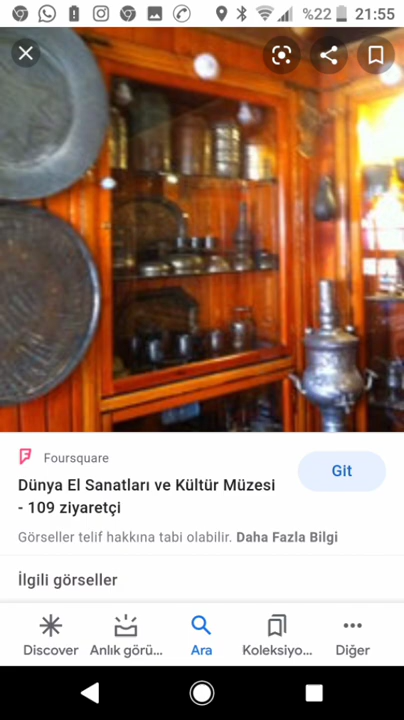 %22 21:55
Foursquare
Dünya El Sanatları ve Kültür Müzesi
- 109 ziyaretçi
Git
Görseller telif hakkına tabi olabilir. Daha Fazla Bilgi
İlgili görseller
Discover Anlık görü... Ara Koleksiyo... Diğer